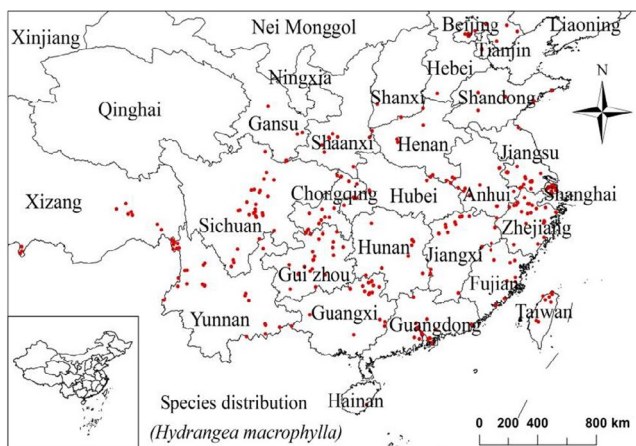 Nei Monggol
Beijing
Liaoning
Xinjiang
Tianjin
Ningxia
Hebei
N
Qinghai
Shanxi
Shandong
Gansu
Shaanxi
Henan
Jiangsu
Xizang
Chongqing
Hubei
Anhui
Shanghai
Sichuan
Zhejiang
Hunan
Jiangxi
Gui zhou
Fujian
Yunnan
Guangxi
Guangdong
Taiwan
Hainan
Species distribution
(Hydrangea macrophylla)
0 200 400 800 km